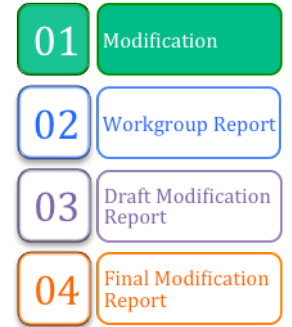 01
Modification
02
Workgroup Report
03
Draft Modification
Report
04
Final Modification
Report